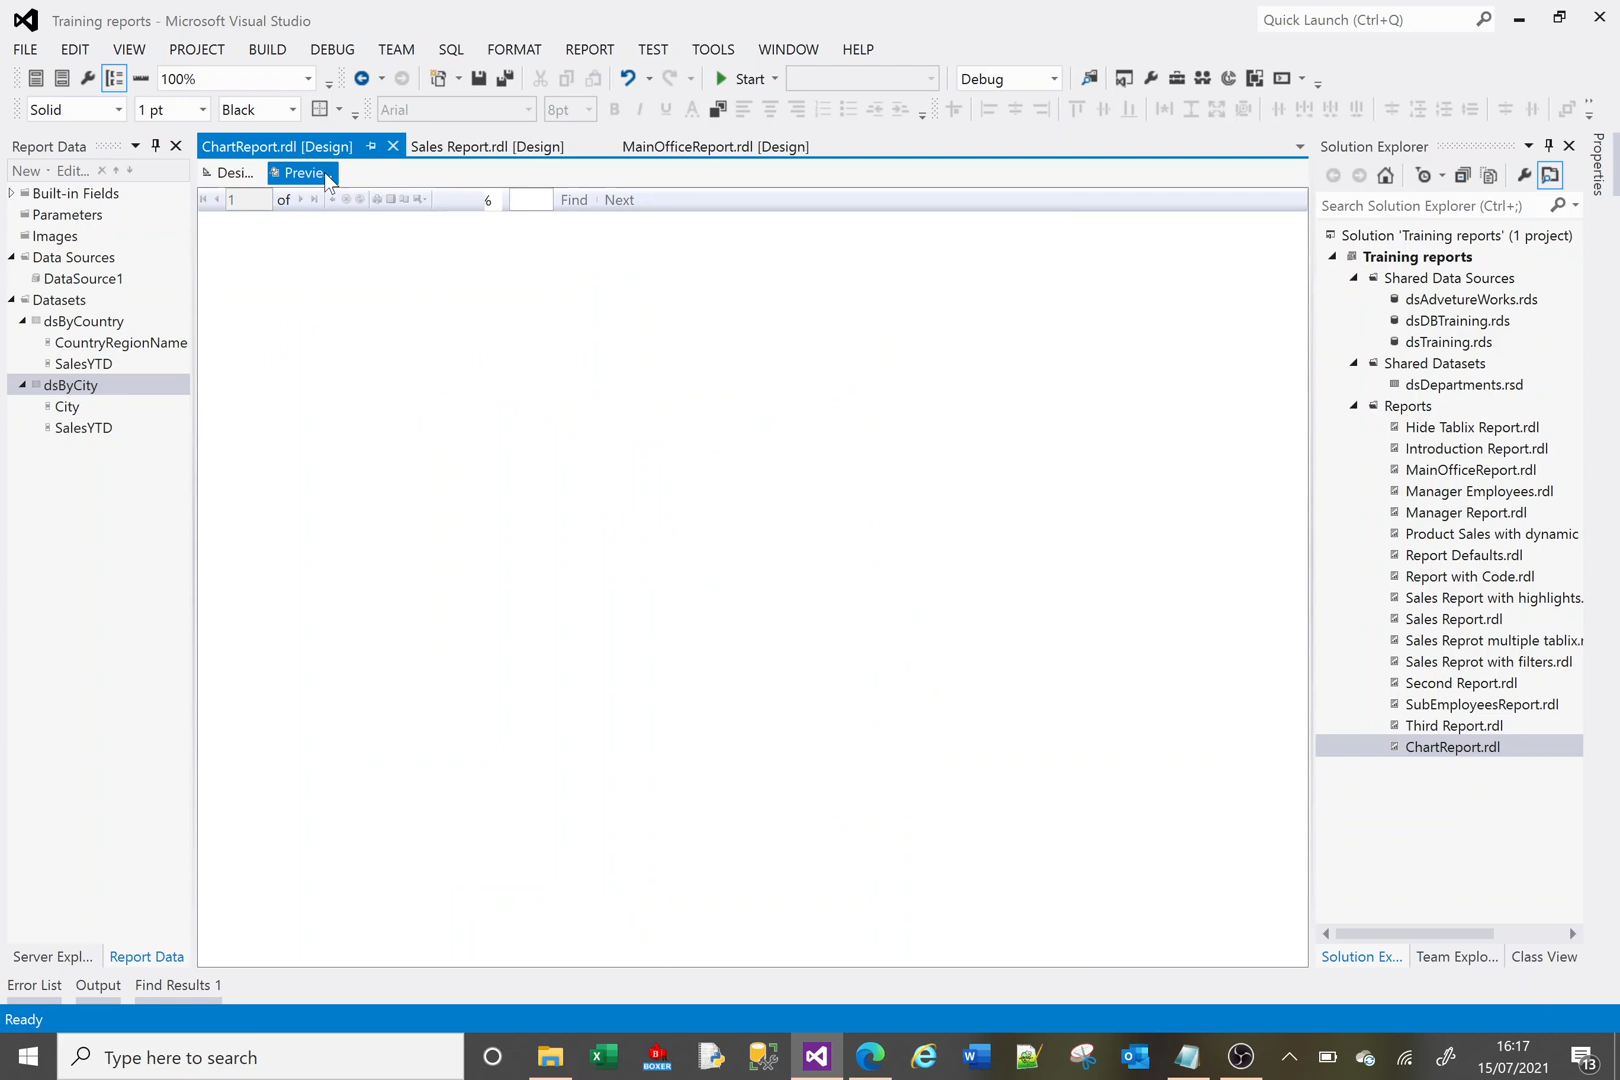 Training reports - Microsoft Visual Studio
Quick Launch (Ctrl+Q)
FILE EDIT VIEW PROJECT BUILD DEBUG TEAM SQL FORMAT REPORT TEST TOOLS WINDOW HELP
100% Start Debug
Solid 1 pt Black Arial 8pt B I U A
Report Data
ChartReport.rdl [Design] Sales Report.rdl [Design] MainOfficeReport.rdl [Design]
Solution Explorer
Properties
New Edit...
Desi... Previe...
1 of % Find Next
Built-in Fields
Parameters
Images
Data Sources
DataSource1
Datasets
dsByCountry
CountryRegionName
SalesYTD
dsByCity
City
SalesYTD
Search Solution Explorer (Ctrl+;)
Solution 'Training reports' (1 project)
Training reports
Shared Data Sources
dsAdvetureWorks.rds
dsDBTraining.rds
dsTraining.rds
Shared Datasets
dsDepartments.rsd
Reports
Hide Tablix Report.rdl
Introduction Report.rdl
MainOfficeReport.rdl
Manager Employees.rdl
Manager Report.rdl
Product Sales with dynamic
Report Defaults.rdl
Report with Code.rdl
Sales Report with highlights.
Sales Report.rdl
Sales Reprot multiple tablix.r
Sales Reprot with filters.rdl
Second Report.rdl
SubEmployeesReport.rdl
Third Report.rdl
ChartReport.rdl
Server Expl... Report Data
Solution Ex... Team Explo... Class View
Error List Output Find Results 1
Ready
Type here to search
BOXER
16:17
15/07/2021
13